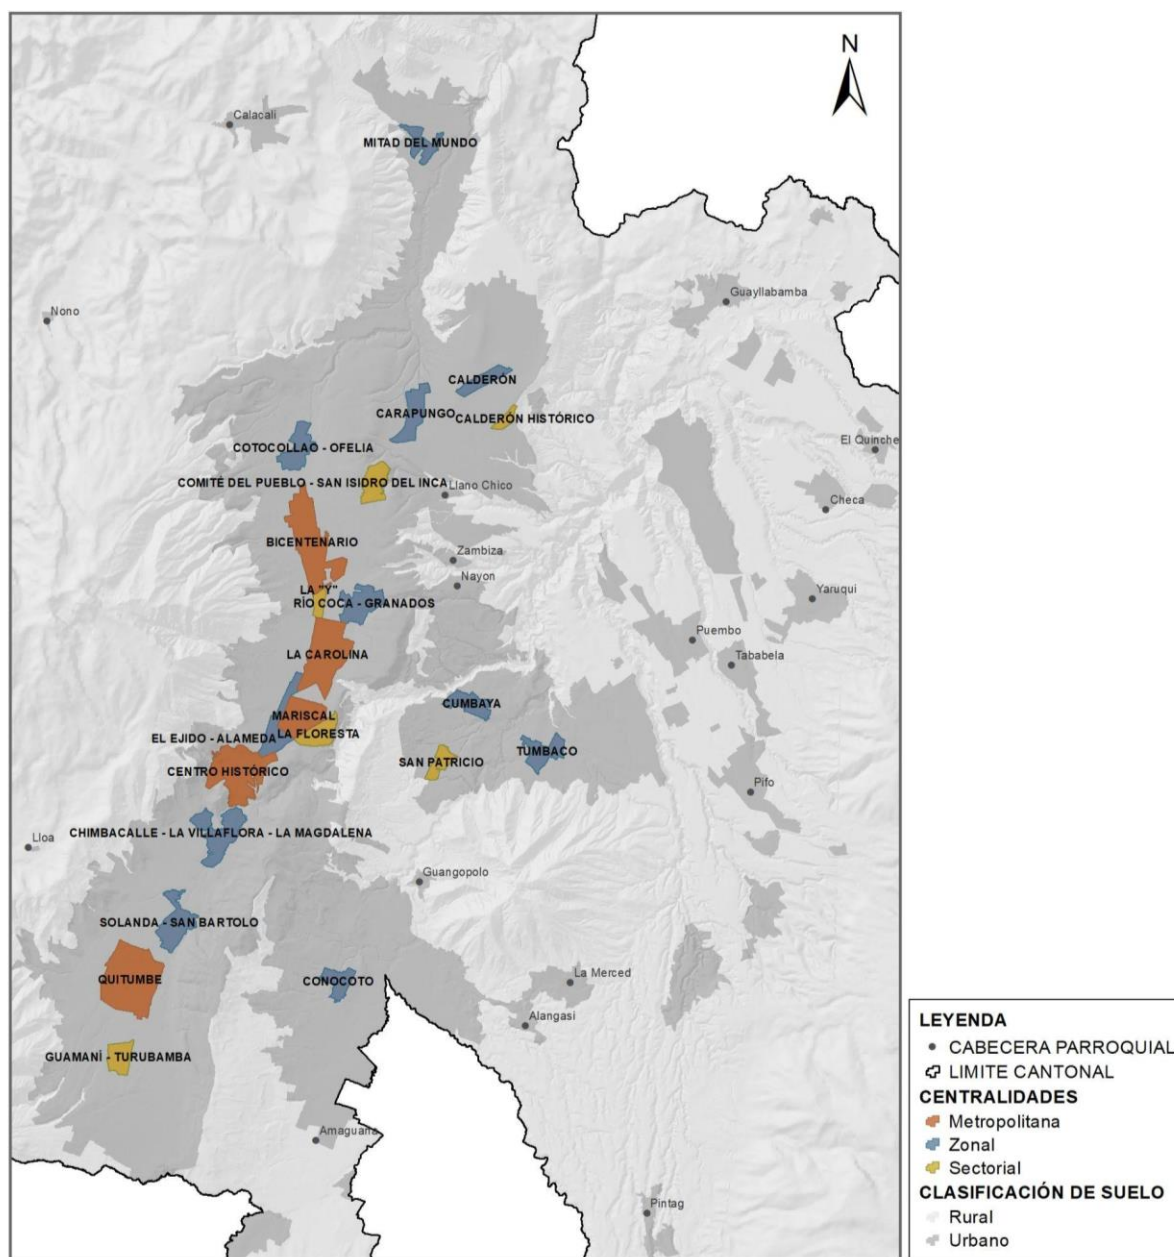 N
Calacali
MITAD DEL MUNDO
Guayllabamba
Nono
CALDERÓN
CARAPUNGO
CALDERÓN HISTÓRICO
El Quinche
COTOCOLLAO - OFELIA
COMITÉ DEL PUEBLO - SAN ISIDRO DEL INCA
Llano Chico
Checa
BICENTENARIO
Zambiza
Nayon
LA "Y"
RÍO COCA - GRANADOS
Yaruqui
Puembo
LA CAROLINA
Tababela
CUMBAYA
MARISCAL
EL EJIDO - ALAMEDA
LA FLORESTA
TUMBACO
SAN PATRICIO
CENTRO HISTÓRICO
Pifo
CHIMBACALLE - LA VILLAFLORA - LA MAGDALENA
Lloa
Guangopolo
SOLANDA - SAN BARTOLO
QUITUMBE
CONOCOTO
La Merced
Alangasi
GUAMANÍ - TURUBAMBA
Amaguana
Pintag
LEYENDA
CABECERA PARROQUIAL
LIMITE CANTONAL
CENTRALIDADES
Metropolitana
Zonal
Sectorial
CLASIFICACIÓN DE SUELO
Rural
Urbano